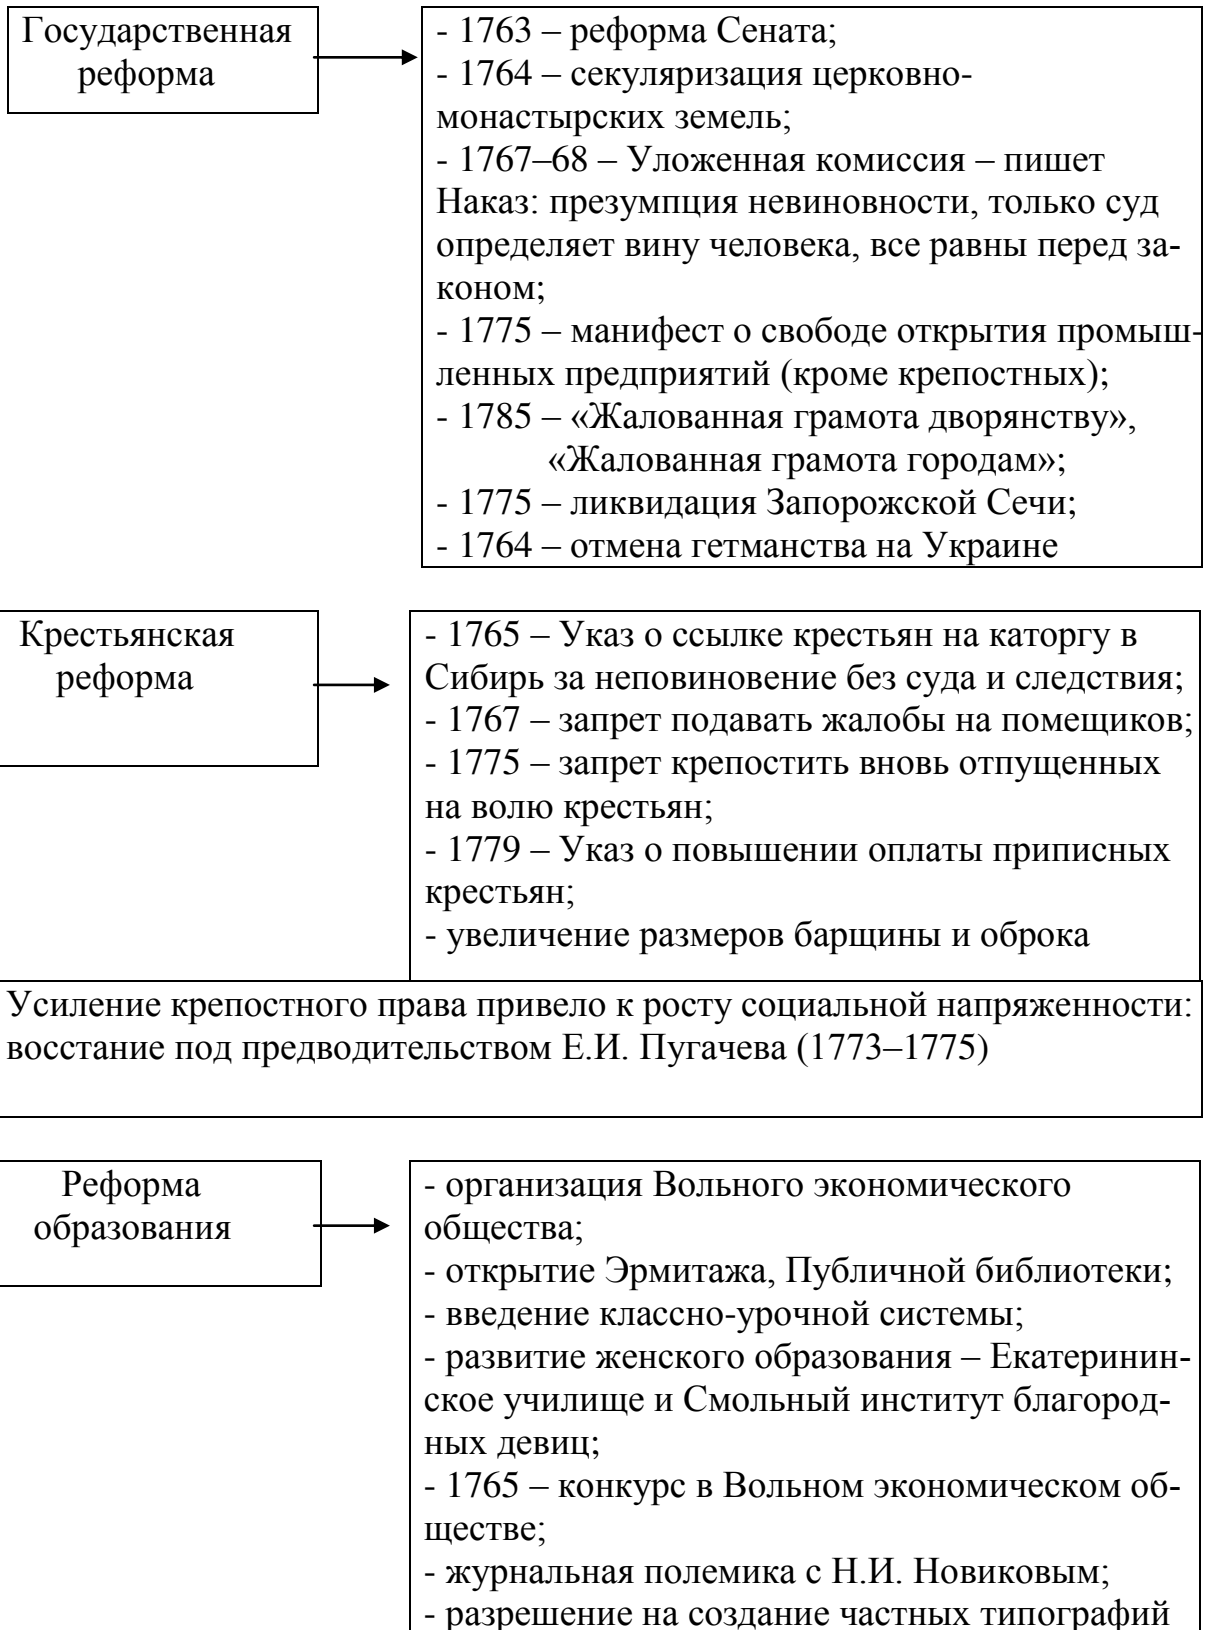 Государственная
реформа
- 1763 – реформа Сената;
- 1764 – секуляризация церковно-
монастырских земель;
- 1767–68 – Уложенная комиссия – пишет
Наказ: презумпция невиновности, только суд
определяет вину человека, все равны перед за-
коном;
- 1775 – манифест о свободе открытия промыш-
ленных предприятий (кроме крепостных);
- 1785 – «Жалованная грамота дворянству»,
«Жалованная грамота городам»;
- 1775 – ликвидация Запорожской Сечи;
- 1764 – отмена гетманства на Украине
Крестьянская
реформа
- 1765 – Указ о ссылке крестьян на каторгу в
Сибирь за неповиновение без суда и следствия;
- 1767 – запрет подавать жалобы на помещиков;
- 1775 – запрет крепостить вновь отпущенных
на волю крестьян;
- 1779 – Указ о повышении оплаты приписных
крестьян;
- увеличение размеров барщины и оброка
Усиление крепостного права привело к росту социальной напряженности:
восстание под предводительством Е.И. Пугачева (1773–1775)
Реформа
образования
- организация Вольного экономического
общества;
- открытие Эрмитажа, Публичной библиотеки;
- введение классно-урочной системы;
- развитие женского образования – Екатеринин-
ское училище и Смольный институт благород-
ных девиц;
- 1765 – конкурс в Вольном экономическом об-
ществе;
- журнальная полемика с Н.И. Новиковым;
- разрешение на создание частных типографий